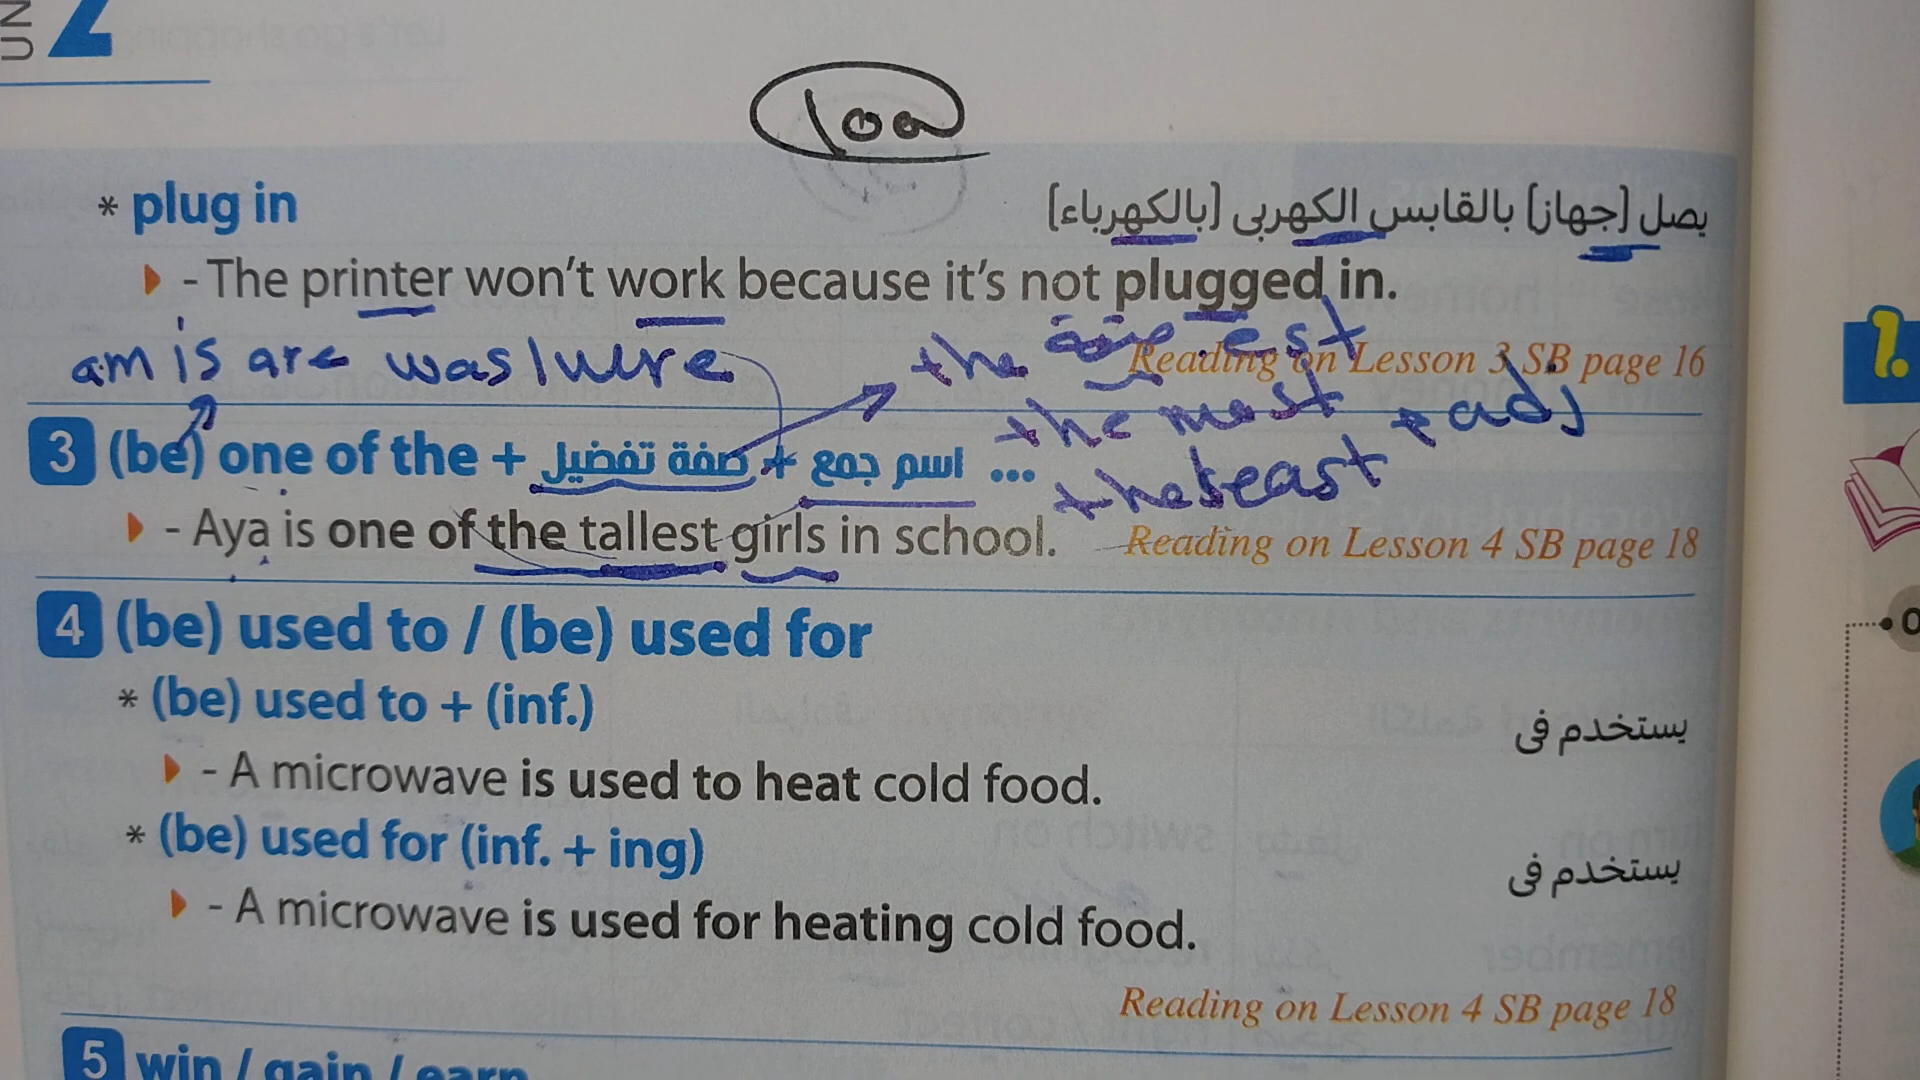 UN
2
100
* plug in يصل (جهاز) بالقابس الكهربى (بالكهرباء)
- The printer won't work because it's not plugged in.
am is are was/were
the صفة est
Reading on Lesson 3 SB page 16
the most + adj
the least
3 (be) one of the + صفة تفضيل + اسم جمع ...
- Aya is one of the tallest girls in school.
Reading on Lesson 4 SB page 18
4 (be) used to / (be) used for
* (be) used to + (inf.) يستخدم فى
- A microwave is used to heat cold food.
* (be) used for (inf. + ing) يستخدم فى
- A microwave is used for heating cold food.
Reading on Lesson 4 SB page 18
5 win / gain / earn